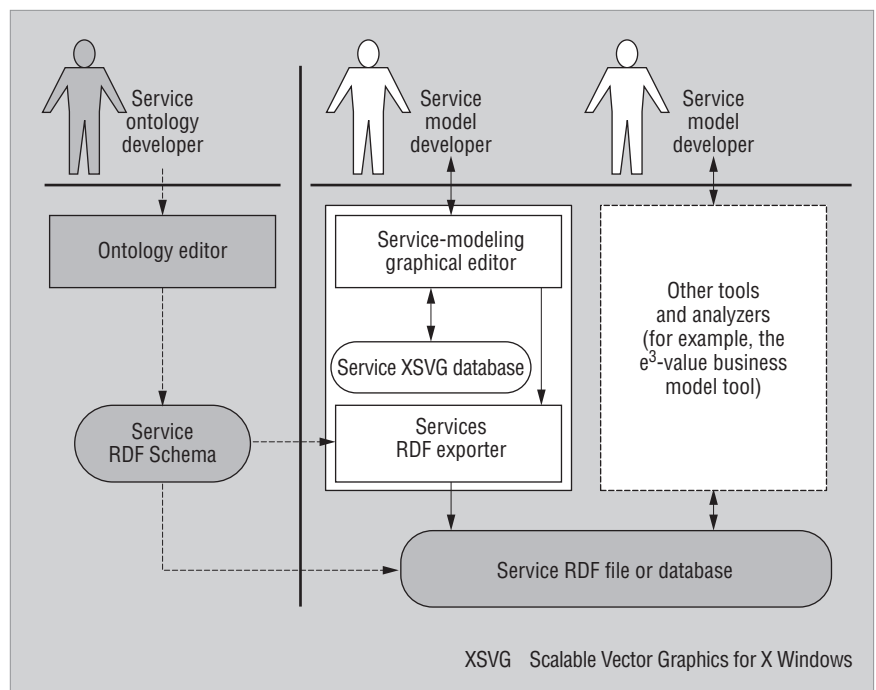 Service
ontology
developer
Service
model
developer
Service
model
developer
Ontology editor
Service-modeling
graphical editor
Other tools
and analyzers
(for example, the
e³-value business
model tool)
Service XSVG database
Service
RDF Schema
Services
RDF exporter
Service RDF file or database
XSVG Scalable Vector Graphics for X Windows